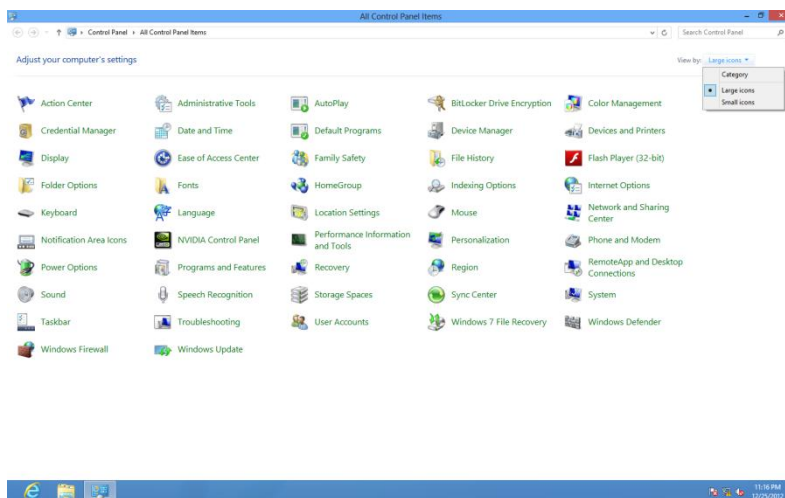 All Control Panel Items
Control Panel All Control Panel Items
Search Control Panel
Adjust your computer's settings
View by: Large icons
Category
Large icons
Small icons
Action Center
Administrative Tools
AutoPlay
BitLocker Drive Encryption
Color Management
Credential Manager
Date and Time
Default Programs
Device Manager
Devices and Printers
Display
Ease of Access Center
Family Safety
File History
Flash Player (32-bit)
Folder Options
Fonts
HomeGroup
Indexing Options
Internet Options
Keyboard
Language
Location Settings
Mouse
Network and Sharing
Center
Notification Area Icons
NVIDIA Control Panel
Performance Information
and Tools
Personalization
Phone and Modem
Power Options
Programs and Features
Recovery
Region
RemoteApp and Desktop
Connections
Sound
Speech Recognition
Storage Spaces
Sync Center
System
Taskbar
Troubleshooting
User Accounts
Windows 7 File Recovery
Windows Defender
Windows Firewall
Windows Update
11:16 PM
12/25/2012